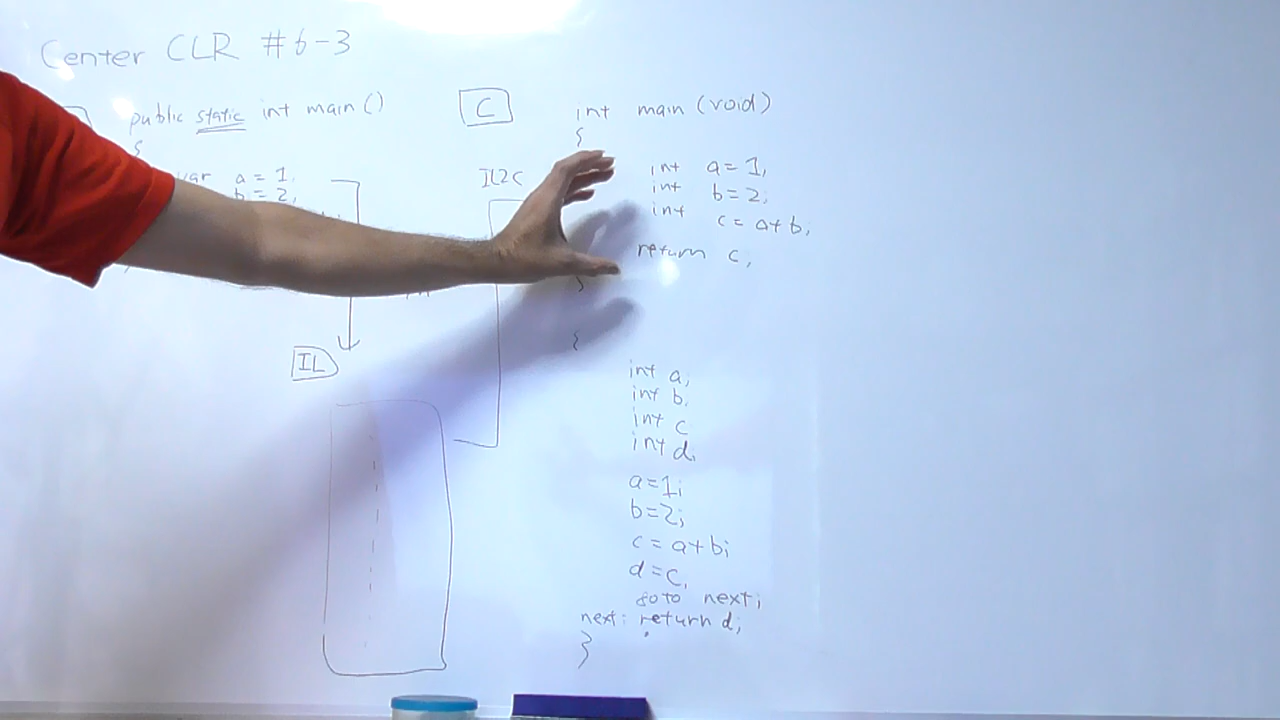 Center CLR #6-3
public static int main()
{
var a = 1,
b = 2,
IL
IL2C
C
int main (void)
{
int a = 1,
int b = 2;
int c = a + b,
return c,
}
{
int a;
int b,
int c
int d,
a = 1;
b = 2;
c = a + b;
d = c,
goto next;
next: return d;
}